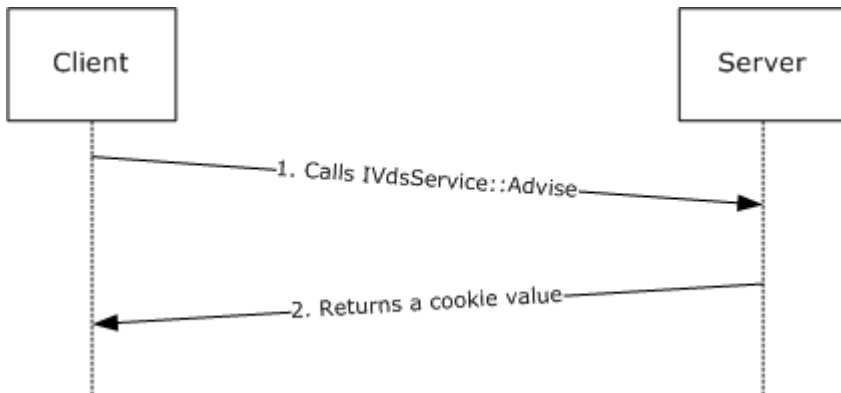 Client
Server
1. Calls IVdsService::Advise
2. Returns a cookie value